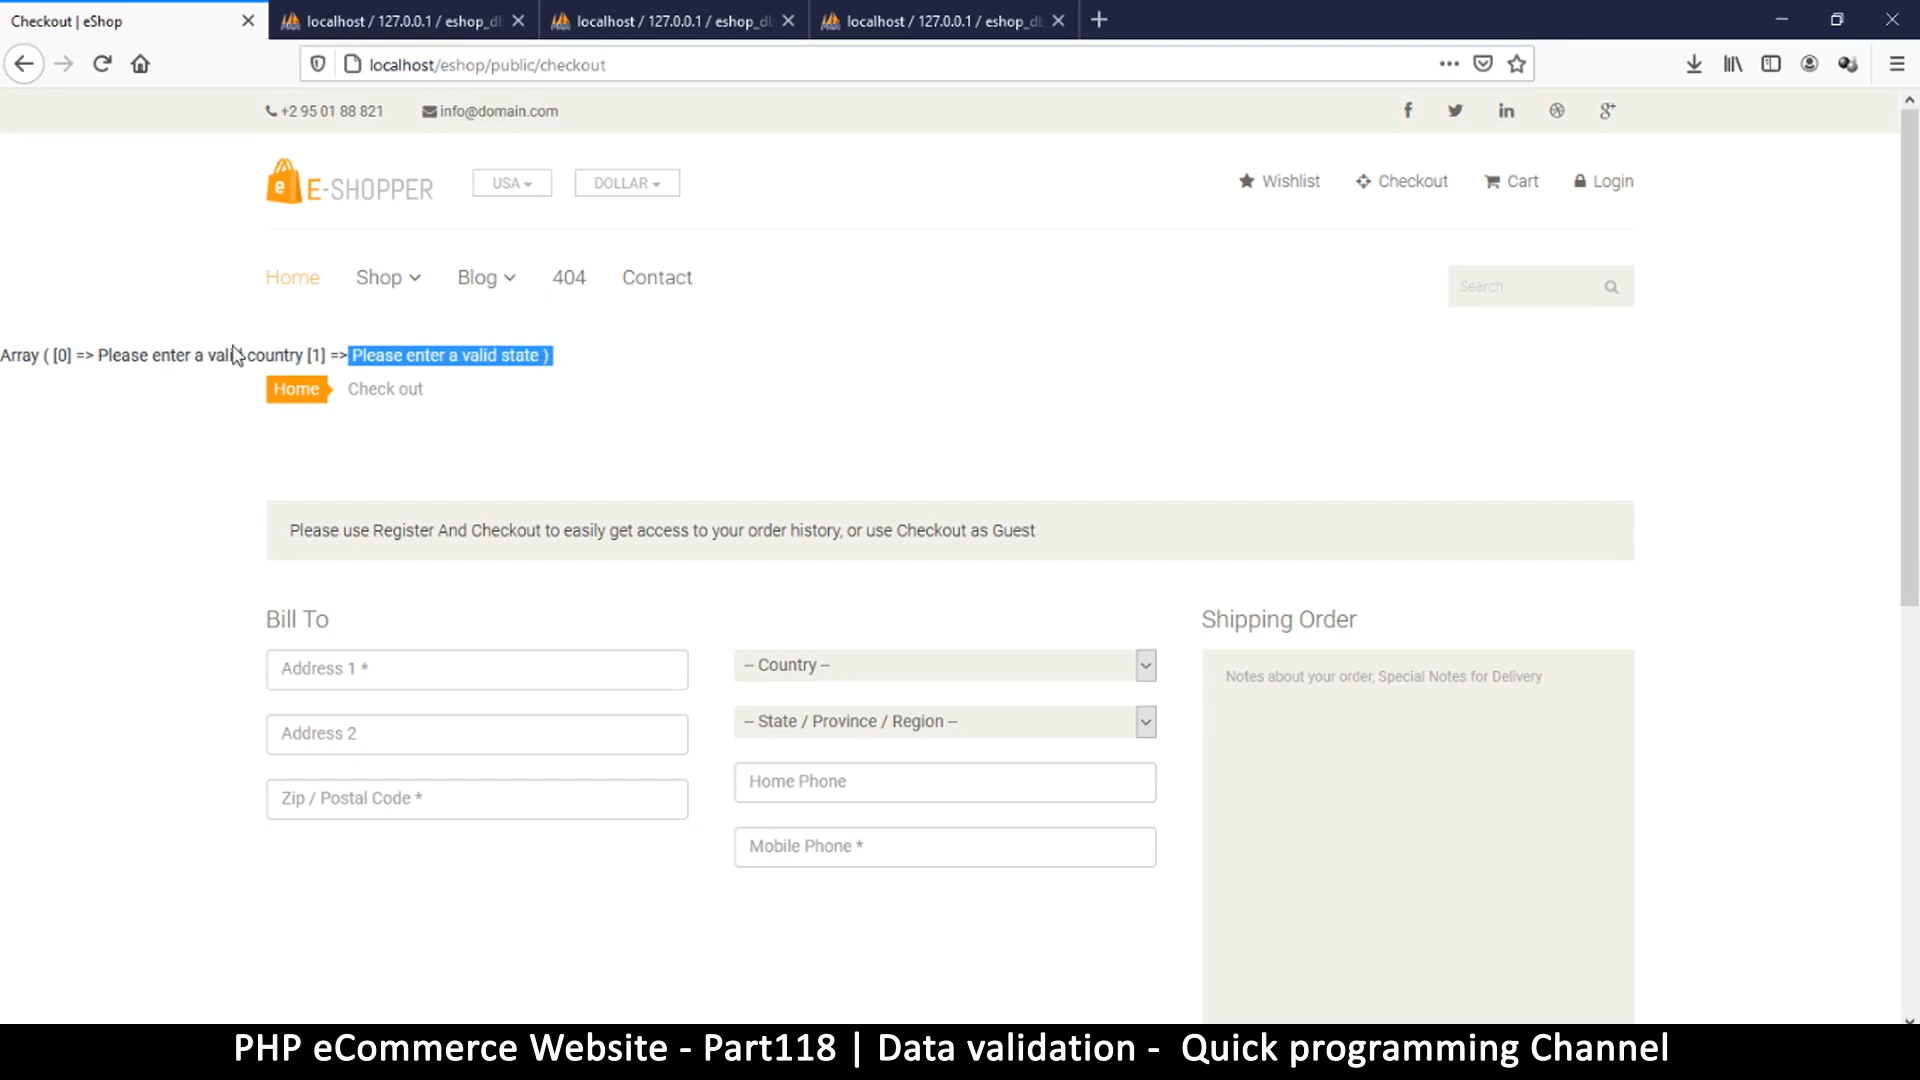 Checkout | eShop
localhost / 127.0.0.1 / eshop_db
localhost / 127.0.0.1 / eshop_db
localhost / 127.0.0.1 / eshop_db
localhost/eshop/public/checkout
+2 95 01 88 821
info@domain.com
E-SHOPPER
USA
DOLLAR
Wishlist
Checkout
Cart
Login
Home
Shop
Blog
404
Contact
Search
Array ( [0] => Please enter a valid country [1] => Please enter a valid state )
Home
Check out
Please use Register And Checkout to easily get access to your order history, or use Checkout as Guest
Bill To
Address 1 *
Address 2
Zip / Postal Code *
-- Country --
-- State / Province / Region --
Home Phone
Mobile Phone *
Shipping Order
Notes about your order, Special Notes for Delivery
PHP eCommerce Website - Part118 | Data validation - Quick programming Channel